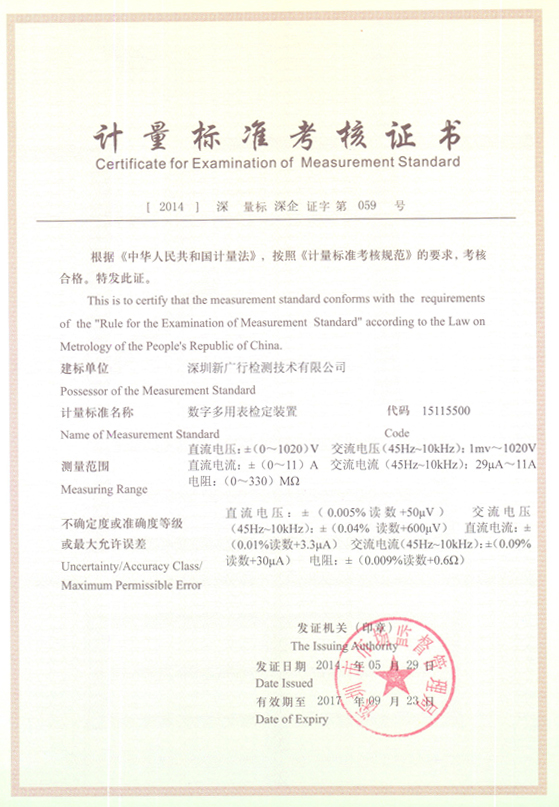 计量标准考核证书
Certificate for Examination of Measurement Standard
[ 2014 ] 深 量标 深企 证字 第 059 号
根据《中华人民共和国计量法》，按照《计量标准考核规范》的要求，考核
合格。特发此证。
This is to certify that the measurement standard conforms with the requirements
of the "Rule for the Examination of Measurement Standard" according to the Law on
Metrology of the People's Republic of China.
建标单位 深圳新广行检测技术有限公司
Possessor of the Measurement Standard
计量标准名称 数字多用表检定装置 代码 15115500
Name of Measurement Standard Code
直流电压：±(0～1020)V 交流电压(45Hz~10kHz)：1mv~1020V
测量范围 直流电流：±（0～11）A 交流电流（45Hz~10kHz）：29μA~11A
Measuring Range 电阻：(0～330) MΩ
直流电压：±（0.005%读数+50μV） 交流电压
不确定度或准确度等级 （45Hz~10kHz）：±（0.04% 读数+600μV） 直流电流：±
或最大允许误差 （0.01%读数+3.3μA） 交流电流(45Hz~10kHz)：±(0.09%
Uncertainty/Accuracy Class/ 读数+30μA） 电阻：±（0.009%读数+0.6Ω）
Maximum Permissible Error
发证机关（印章）
The Issuing Authority
发证日期 2014 年 05 月 29 日
Date Issued
有效期至 2017 年 09 月 23 日
Date of Expiry
深圳市市场监督管理局